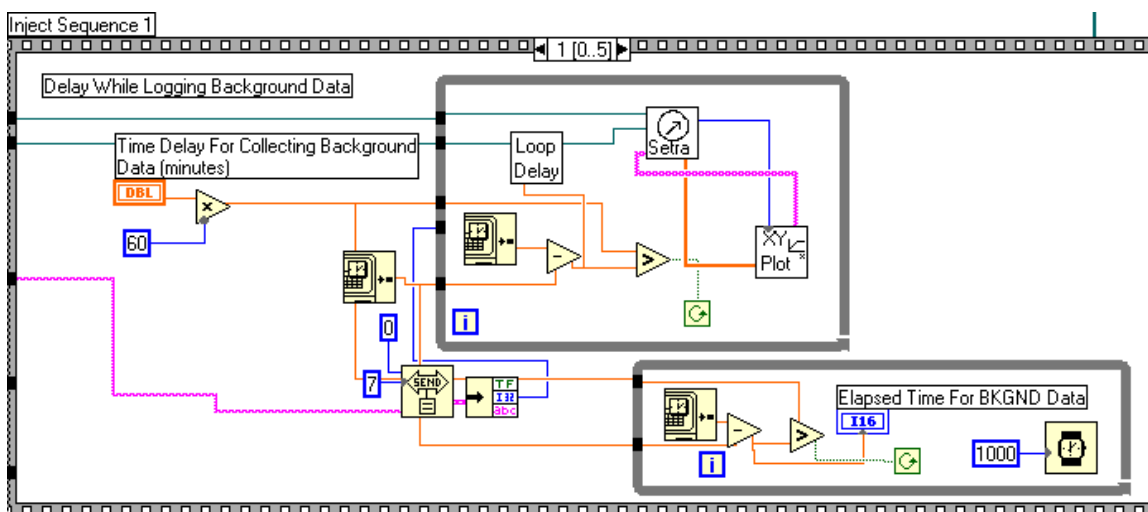 Inject Sequence 1
1 [0..5]
Delay While Logging Background Data
Time Delay For Collecting Background
Data (minutes)
DBL
60
Loop
Delay
Setra
XY
Plot
i
0
7
SEND
TF
I32
abc
Elapsed Time For BKGND Data
I16
i
1000